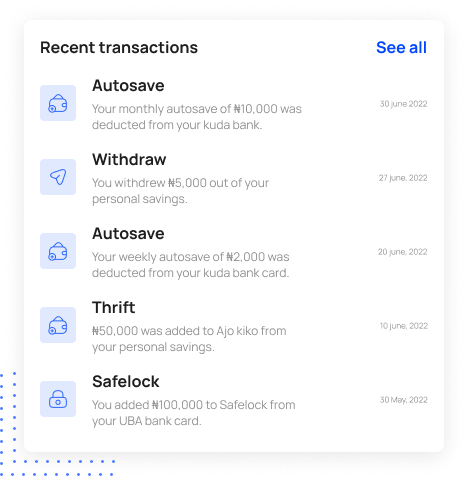 Recent transactions See all
Autosave
Your monthly autosave of ₦10,000 was
deducted from your kuda bank.
30 june 2022
Withdraw
You withdrew ₦5,000 out of your
personal savings.
27 june, 2022
Autosave
Your weekly autosave of ₦2,000 was
deducted from your kuda bank card.
20 june, 2022
Thrift
₦50,000 was added to Ajo kiko from
your personal savings.
10 june, 2022
Safelock
You added ₦100,000 to Safelock from
your UBA bank card.
30 May, 2022